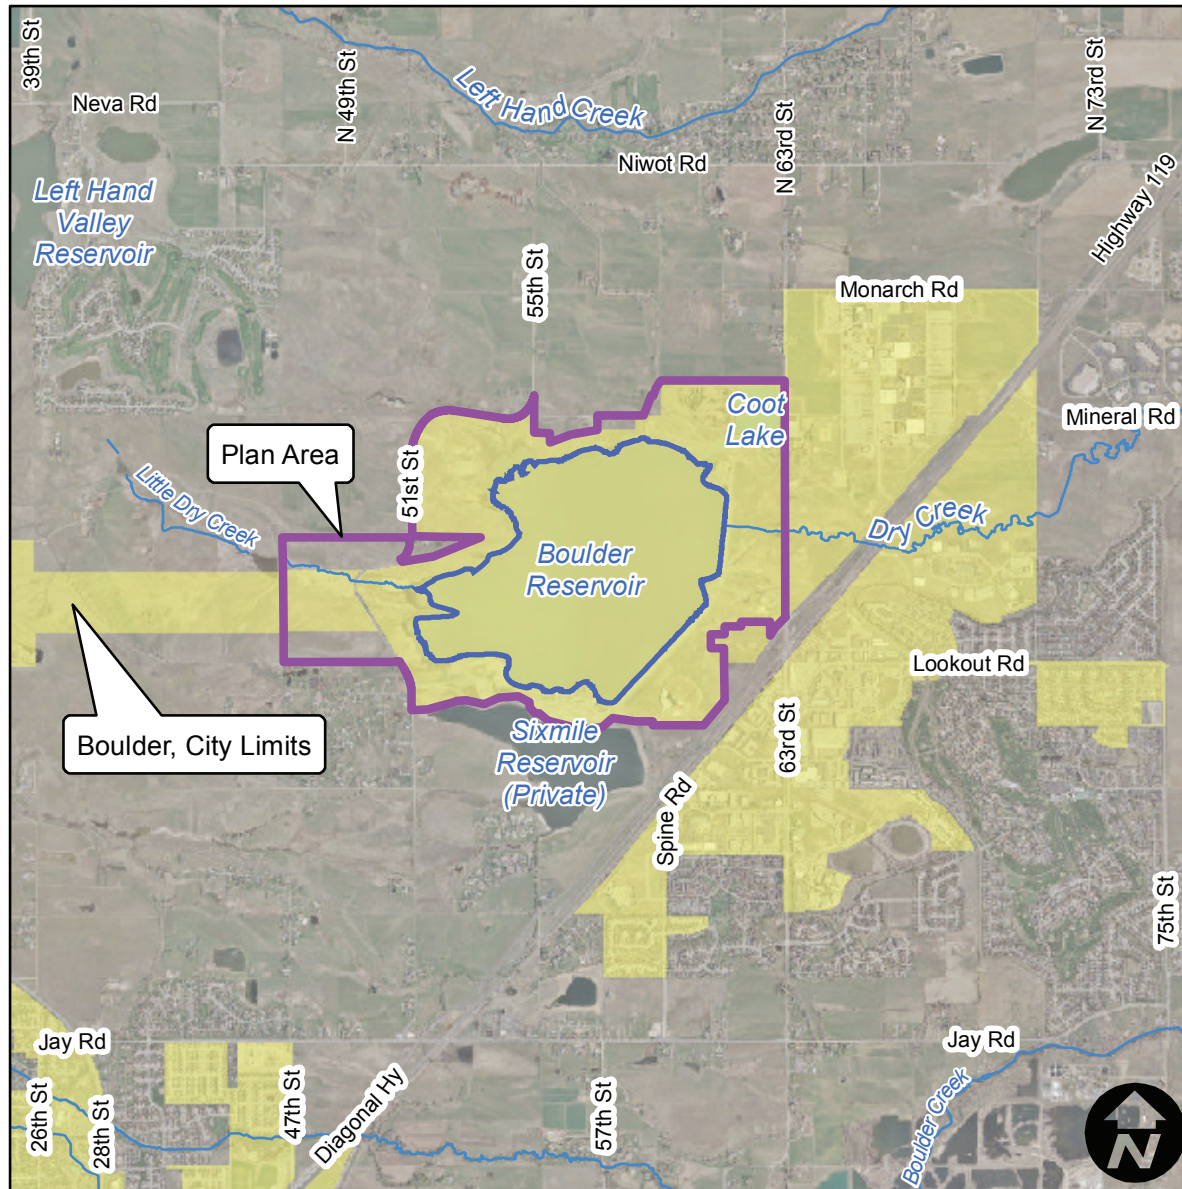 39th St
Neva Rd
N 49th St
Left Hand Creek
Niwot Rd
N 63rd St
N 73rd St
Highway 119
Left Hand
Valley
Reservoir
55th St
Monarch Rd
Coot
Lake
Mineral Rd
Plan Area
51st St
Little Dry Creek
Dry Creek
Boulder
Reservoir
Lookout Rd
Boulder, City Limits
Sixmile
Reservoir
(Private)
63rd St
Spine Rd
75th St
Jay Rd
Jay Rd
26th St
28th St
47th St
Diagonal Hy
57th St
Boulder Creek
N